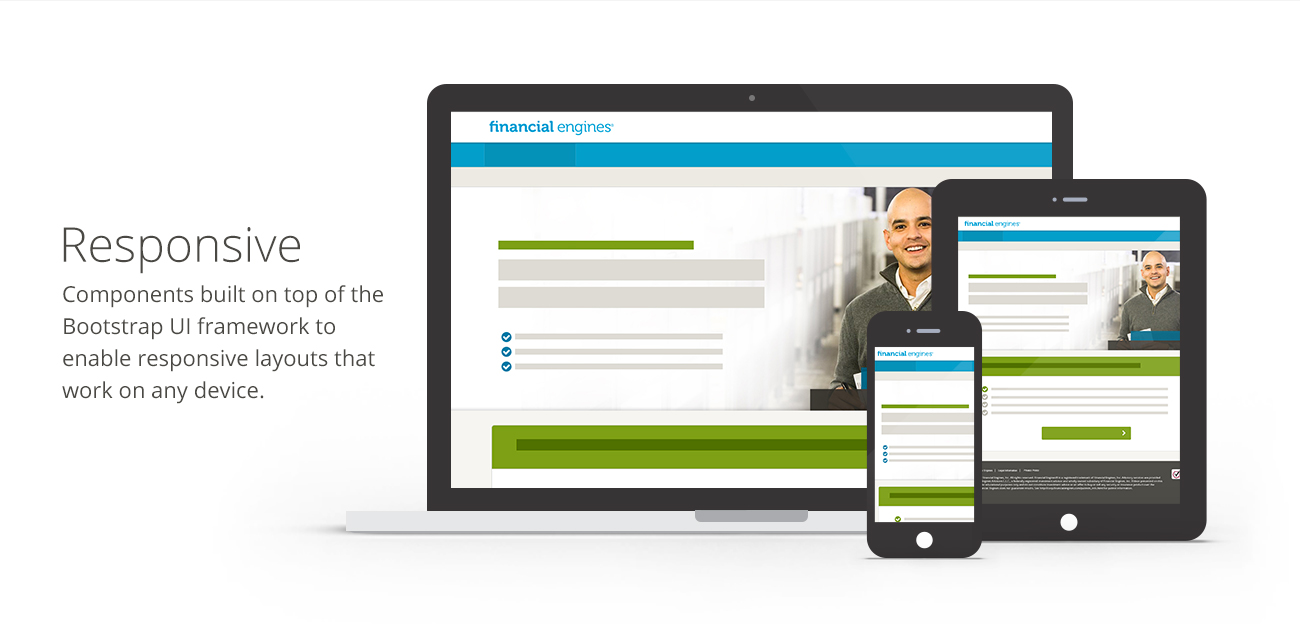 Responsive
Components built on top of the
Bootstrap UI framework to
enable responsive layouts that
work on any device.
financial engines®
financial engines®
financial engines®